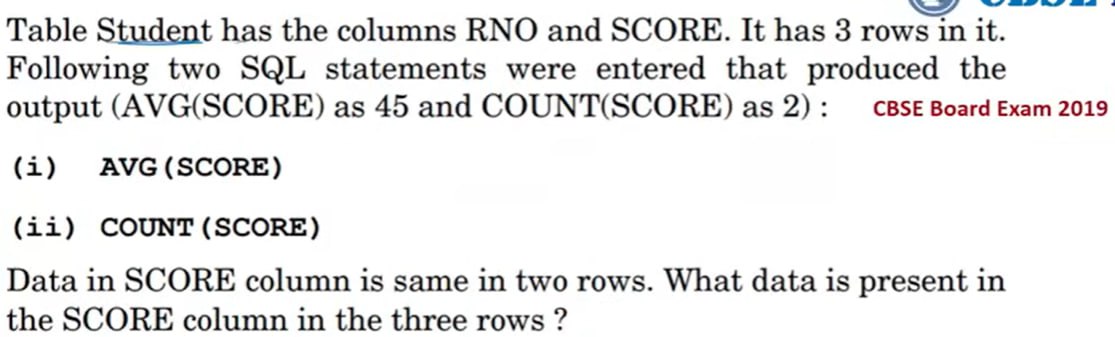 Table Student has the columns RNO and SCORE. It has 3 rows in it.
Following two SQL statements were entered that produced the
output (AVG(SCORE) as 45 and COUNT(SCORE) as 2) : CBSE Board Exam 2019
(i) AVG(SCORE)
(ii) COUNT(SCORE)
Data in SCORE column is same in two rows. What data is present in
the SCORE column in the three rows ?